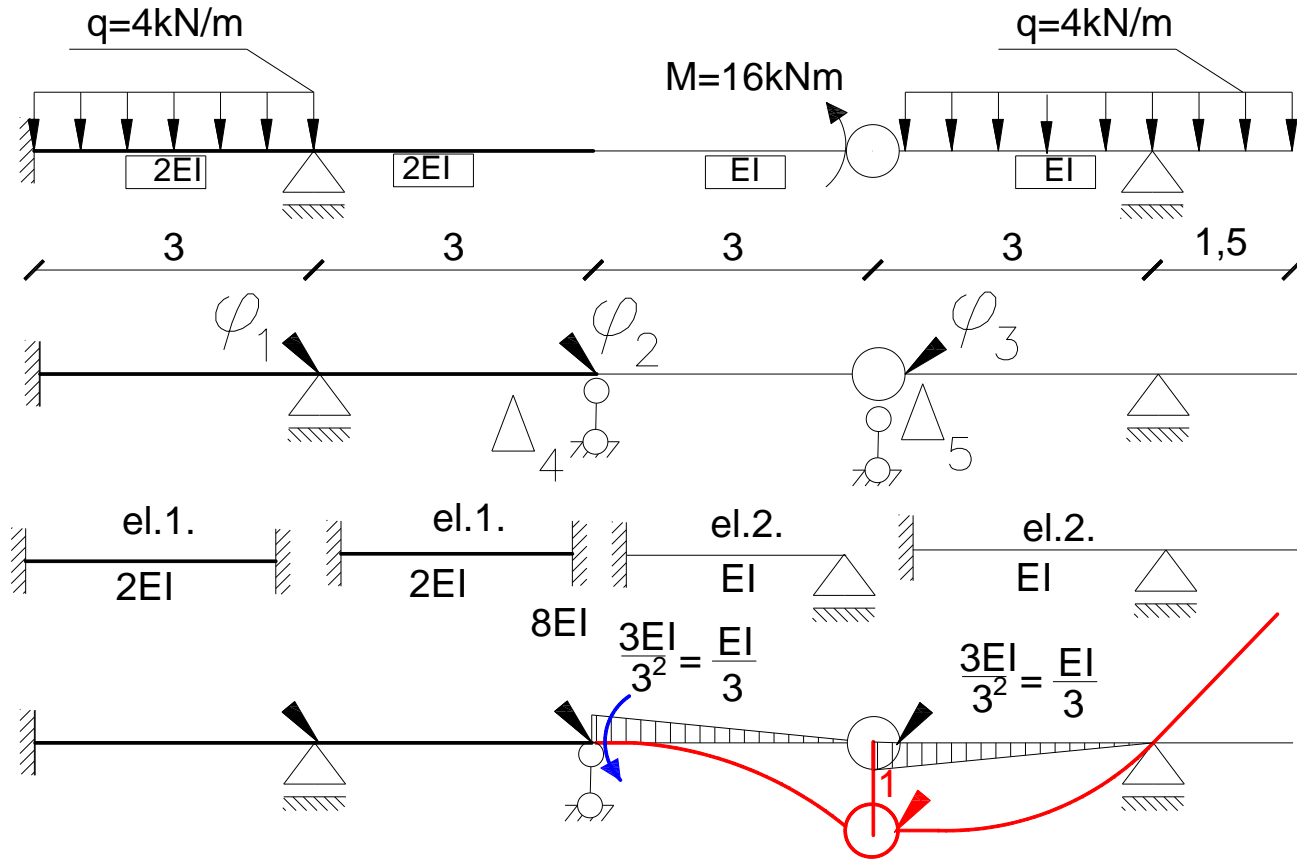 q=4kN/m
q=4kN/m
M=16kNm
2EI
2EI
EI
EI
3
3
3
3
1,5
φ1
φ2
φ3
Δ4
Δ5
el.1.
el.1.
el.2.
el.2.
2EI
2EI
EI
EI
8EI
3EI/3² = EI/3
3EI/3² = EI/3
1